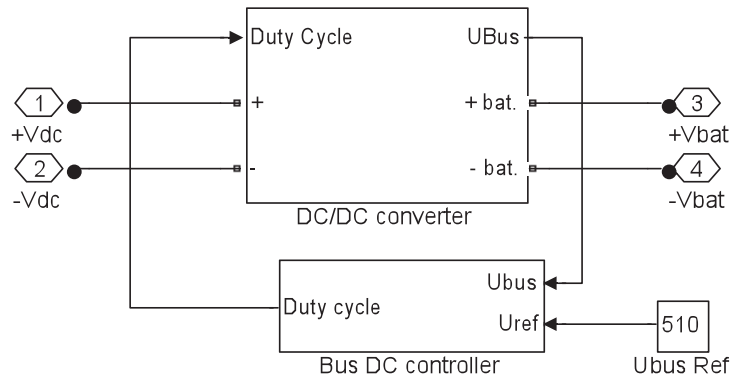 Duty Cycle
UBus
1
+
+ bat.
3
+Vdc
+Vbat
2
-
- bat.
4
-Vdc
-Vbat
DC/DC converter
Ubus
Duty cycle
Uref
510
Bus DC controller
Ubus Ref